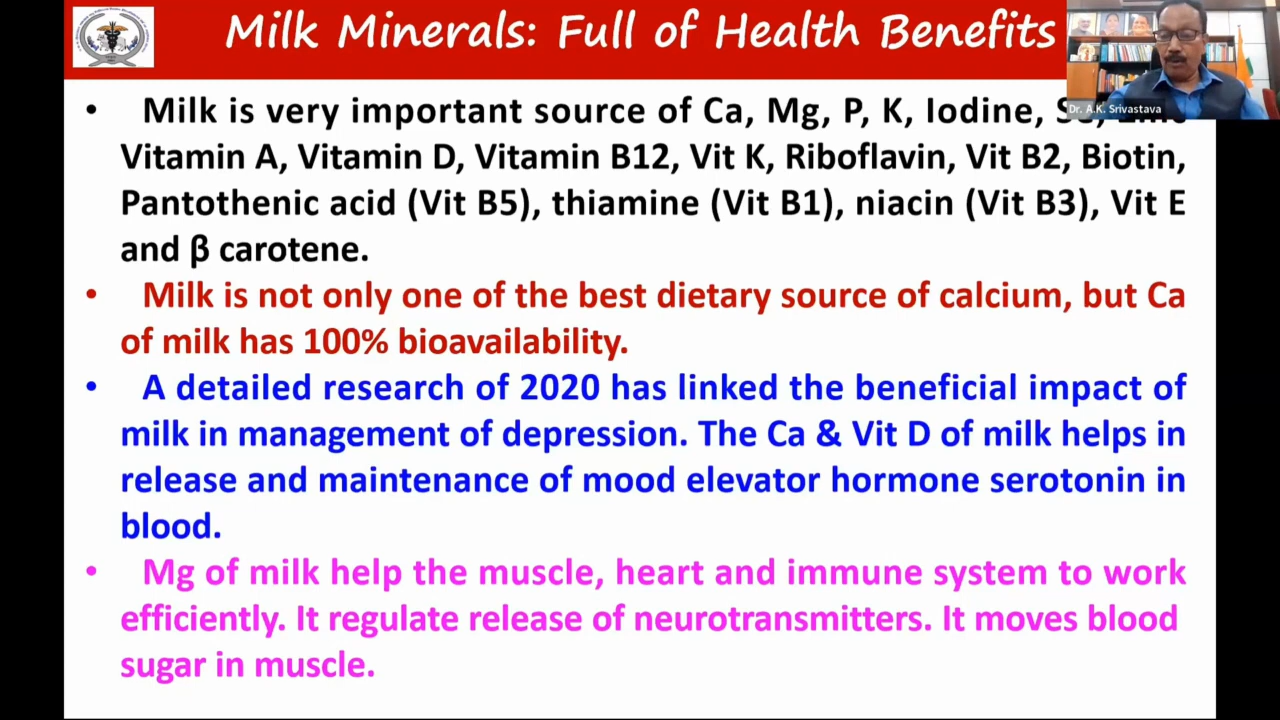 Milk Minerals: Full of Health Benefits
Dr. A.K. Srivastava
• Milk is very important source of Ca, Mg, P, K, Iodine,
Vitamin A, Vitamin D, Vitamin B12, Vit K, Riboflavin, Vit B2, Biotin,
Pantothenic acid (Vit B5), thiamine (Vit B1), niacin (Vit B3), Vit E
and β carotene.
• Milk is not only one of the best dietary source of calcium, but Ca
of milk has 100% bioavailability.
• A detailed research of 2020 has linked the beneficial impact of
milk in management of depression. The Ca & Vit D of milk helps in
release and maintenance of mood elevator hormone serotonin in
blood.
• Mg of milk help the muscle, heart and immune system to work
efficiently. It regulate release of neurotransmitters. It moves blood
sugar in muscle.